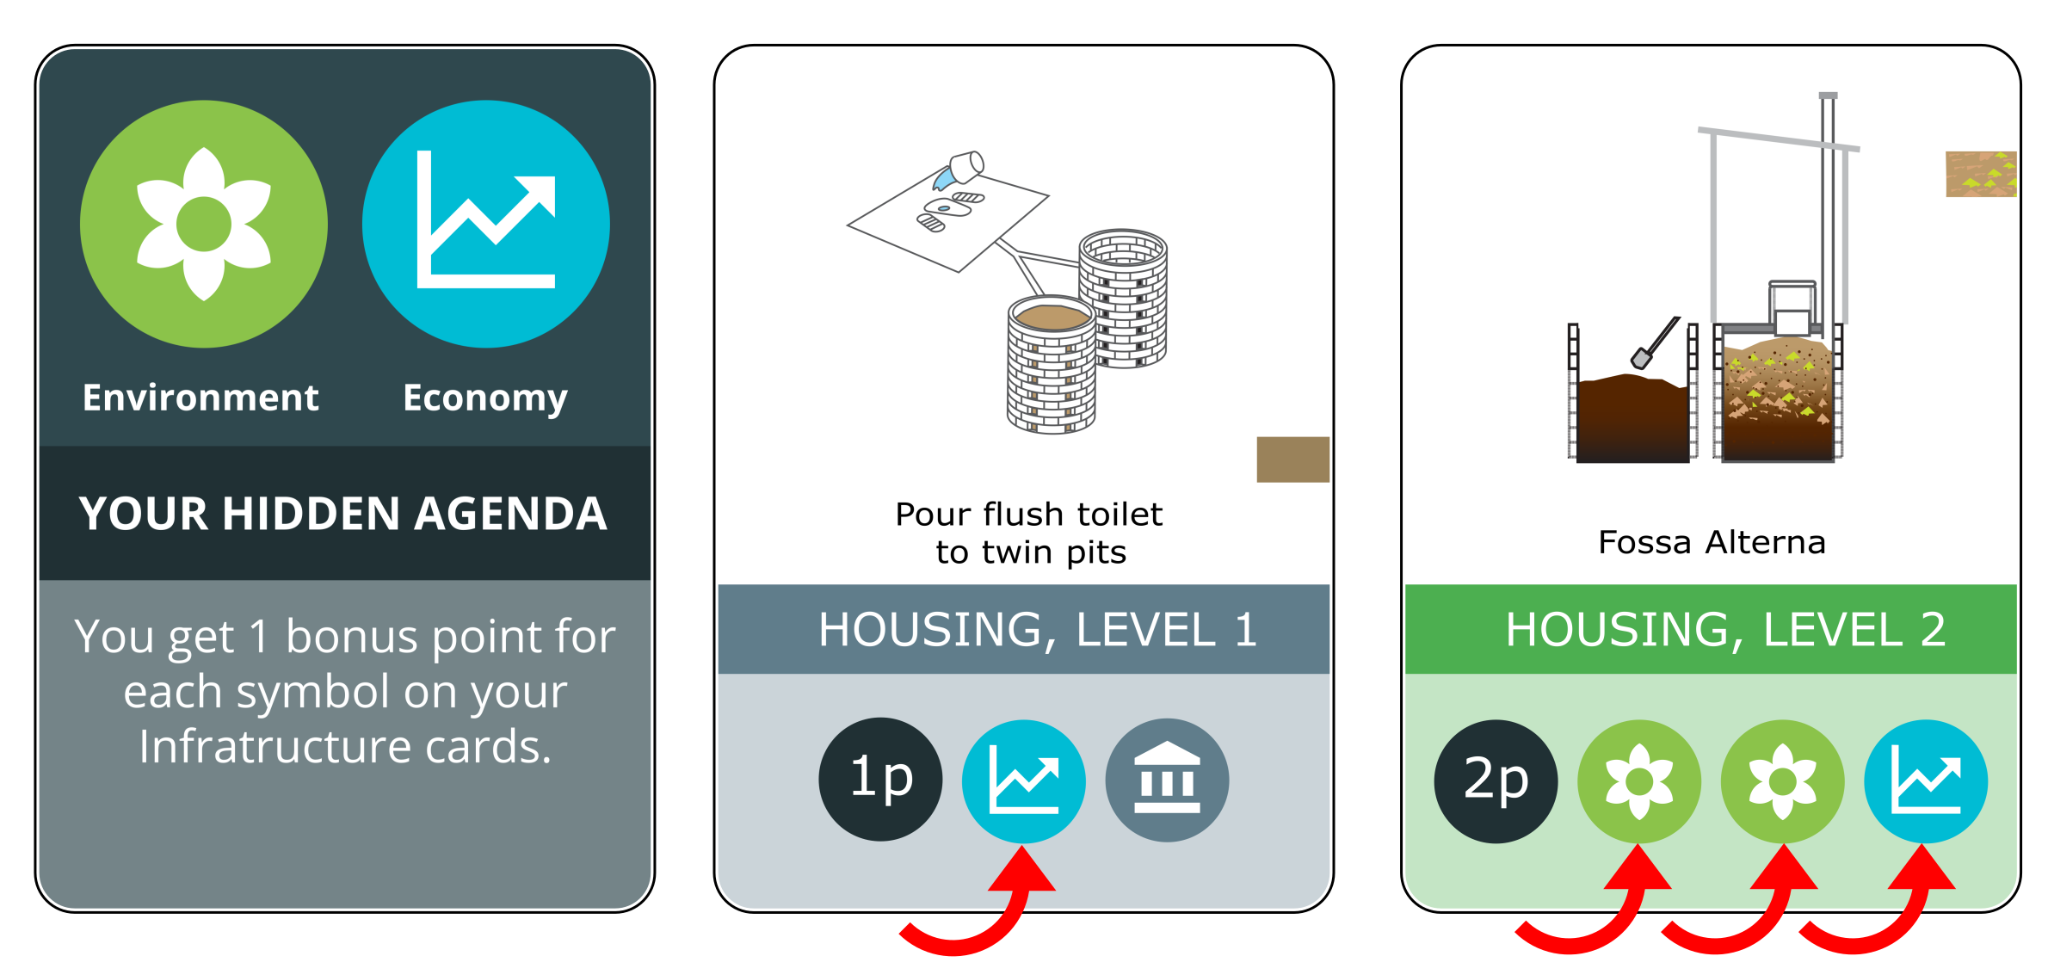 Environment
Economy
YOUR HIDDEN AGENDA
You get 1 bonus point for
each symbol on your
Infratructure cards.
Pour flush toilet
to twin pits
HOUSING, LEVEL 1
1p
Fossa Alterna
HOUSING, LEVEL 2
2p